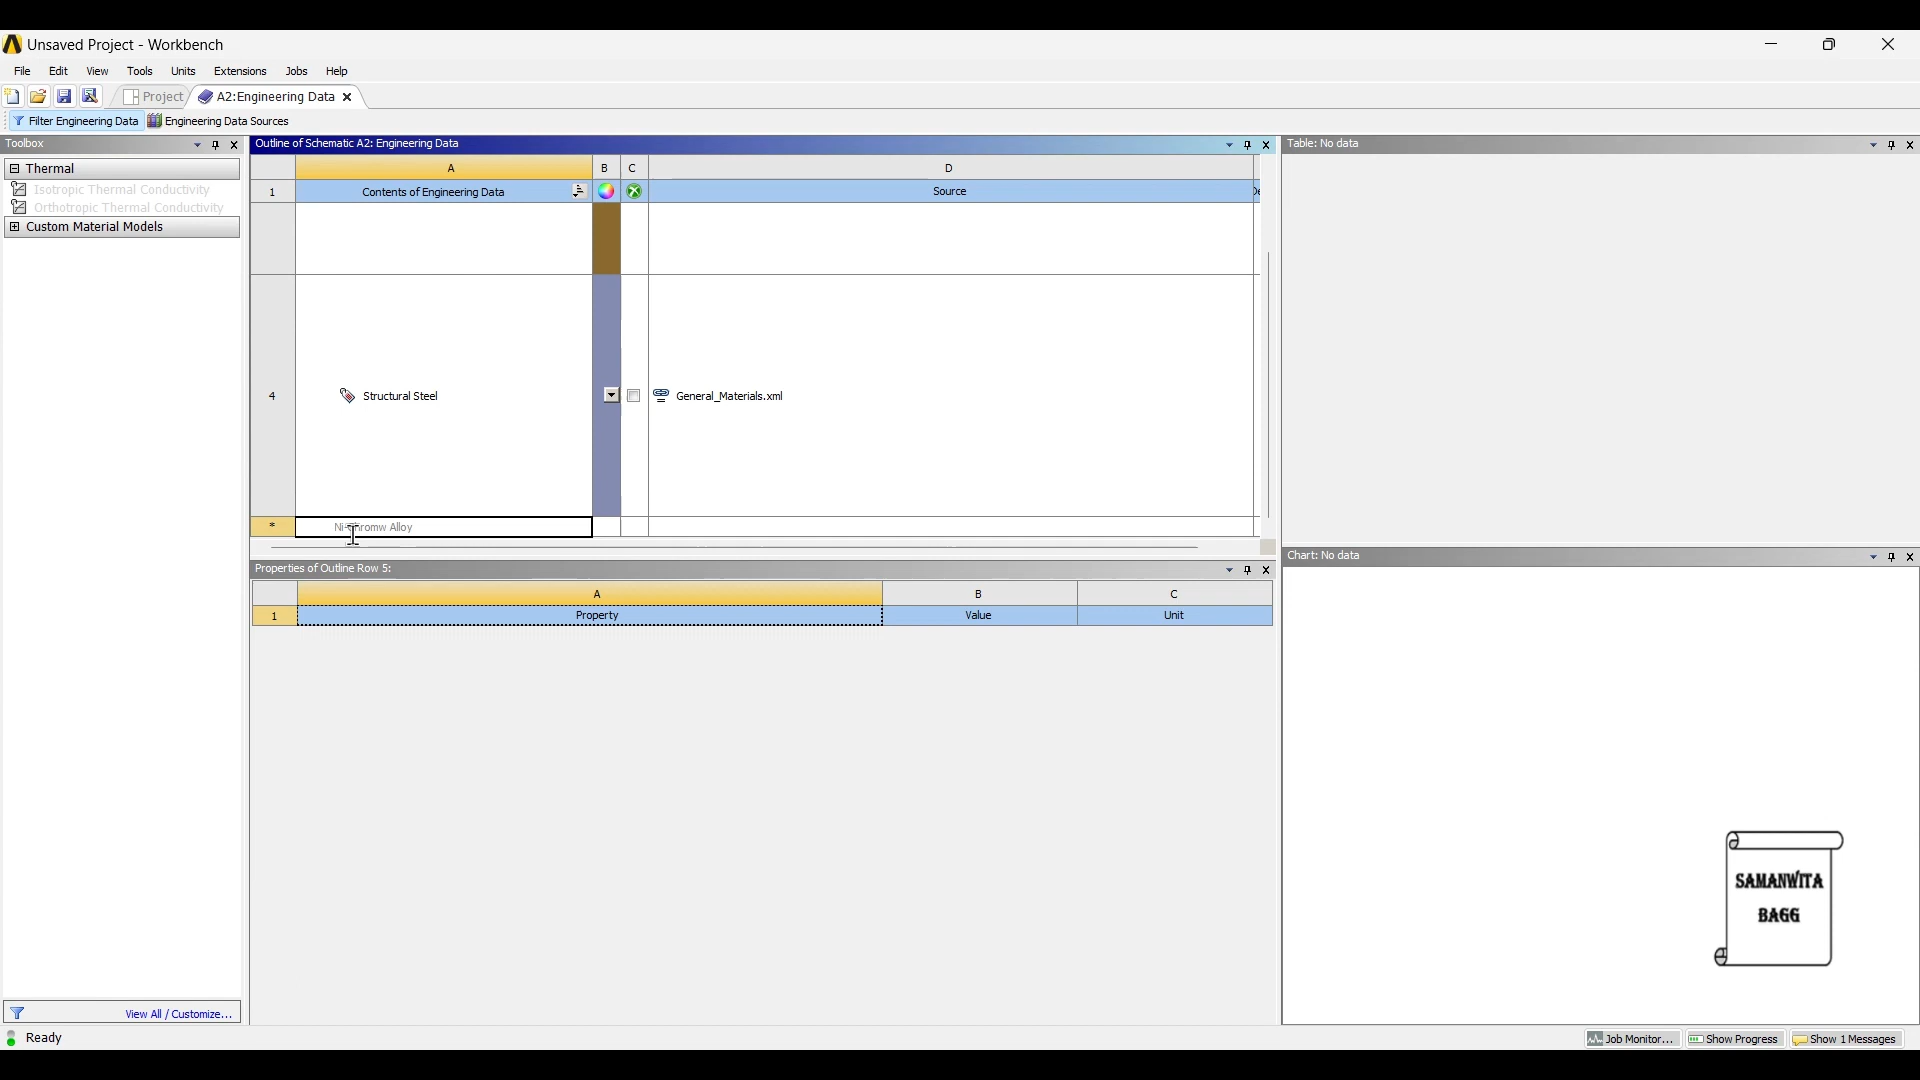 Unsaved Project - Workbench
File Edit View Tools Units Extensions Jobs Help
Project A2:Engineering Data
Filter Engineering Data Engineering Data Sources
Toolbox
Thermal
Isotropic Thermal Conductivity
Orthotropic Thermal Conductivity
Custom Material Models
View All / Customize...
Outline of Schematic A2: Engineering Data
A B C D
1 Contents of Engineering Data Source
4 Structural Steel General_Materials.xml
* Alloy
Properties of Outline Row 5:
A B C
1 Property Value Unit
Table: No data
Chart: No data
SAMANWITA
BAGG
Ready
Job Monitor... Show Progress Show 1 Messages